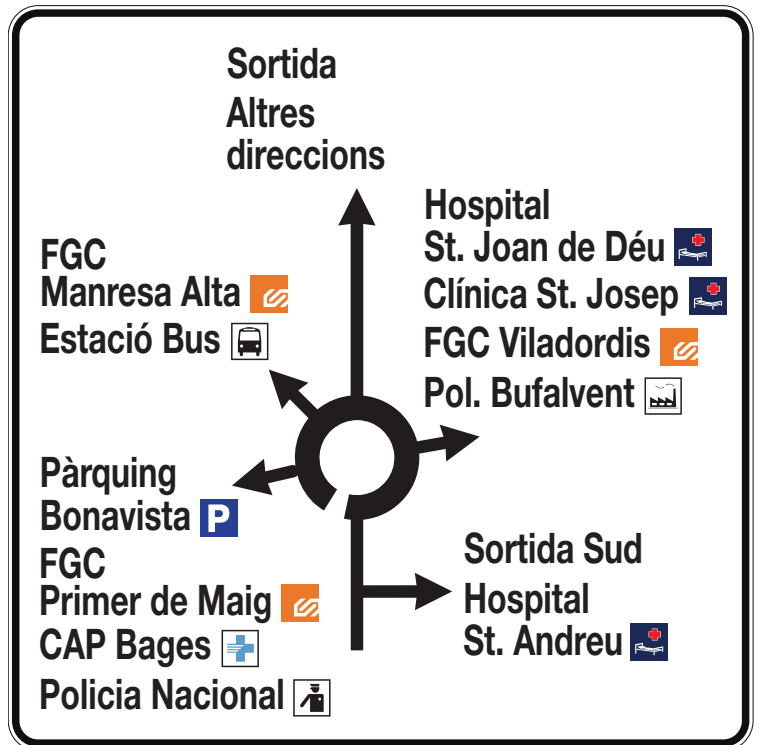 Sortida
Altres
direccions
FGC
Manresa Alta
Estació Bus
Hospital
St. Joan de Déu
Clínica St. Josep
FGC Viladordis
Pol. Bufalvent
Pàrquing
Bonavista P
FGC
Primer de Maig
CAP Bages
Policia Nacional
Sortida Sud
Hospital
St. Andreu